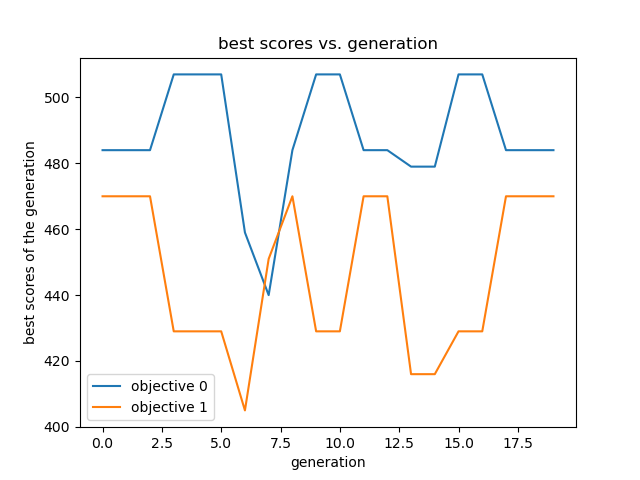 best scores vs. generation
best scores of the generation
500
480
460
440
420
400
objective 0
objective 1
0.0 2.5 5.0 7.5 10.0 12.5 15.0 17.5
generation